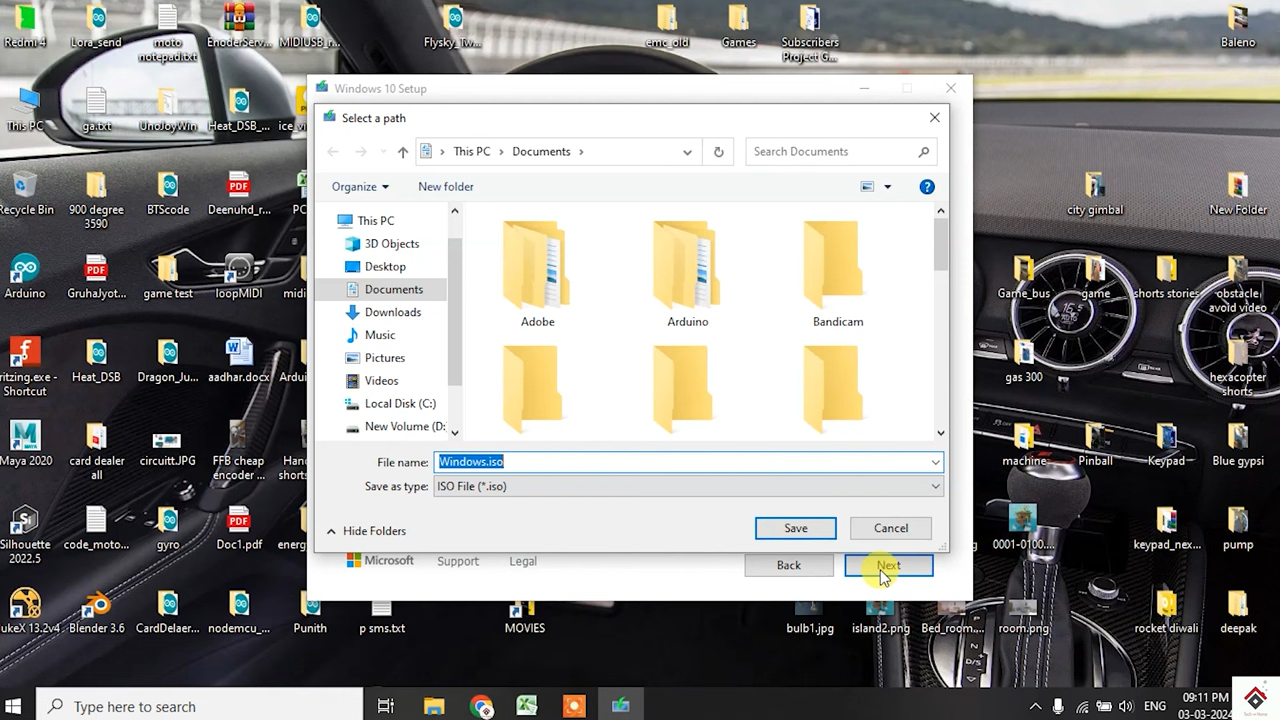 Redmi 4
Lora_send
moto
notepad.txt
EnoderServ...
MIDIUSB_r...
Flysky_Tw...
emc_old
Games
Subscribers
Project G...
Baleno
This PC
ga.txt
UnoJoyWin
Heat_DSB_...
ice v
Recycle Bin
900 degree
3590
BTScode
Deenuhd_r...
PC
city gimbal
New Folder
Arduino
GruhaJyot...
game test
loopMIDI
midi
Game_bus
game
shorts stories
obstacle
avoid video
ritzing.exe -
Shortcut
Heat_DSB
Dragon_Ju...
aadhar.docx
Ardui
gas 300
hexacopter
shorts
Maya 2020
card dealer
all
circuitt.JPG
FFB cheap
encoder ...
Han
s
machine
Pinball
Keypad
Blue gypsi
Silhouette
2022.5
code_moto...
gyro
Doc1.pdf
energ
0001-0100...
keypad_nex...
pump
ukeX 13.2v4
Blender 3.6
CardDelaer...
nodemcu_...
Punith
p sms.txt
MOVIES
bulb1.jpg
island2.png
Bed_room...
room.png
rocket diwali
deepak
Windows 10 Setup
Select a path
This PC
Documents
Search Documents
Organize
New folder
This PC
3D Objects
Desktop
Documents
Downloads
Music
Pictures
Videos
Local Disk (C:)
New Volume (D:
Adobe
Arduino
Bandicam
File name:
Windows.iso
Save as type:
ISO File (*.iso)
Hide Folders
Save
Cancel
Microsoft
Support
Legal
Back
Next
Type here to search
ENG
09:11 PM
03-03-2024